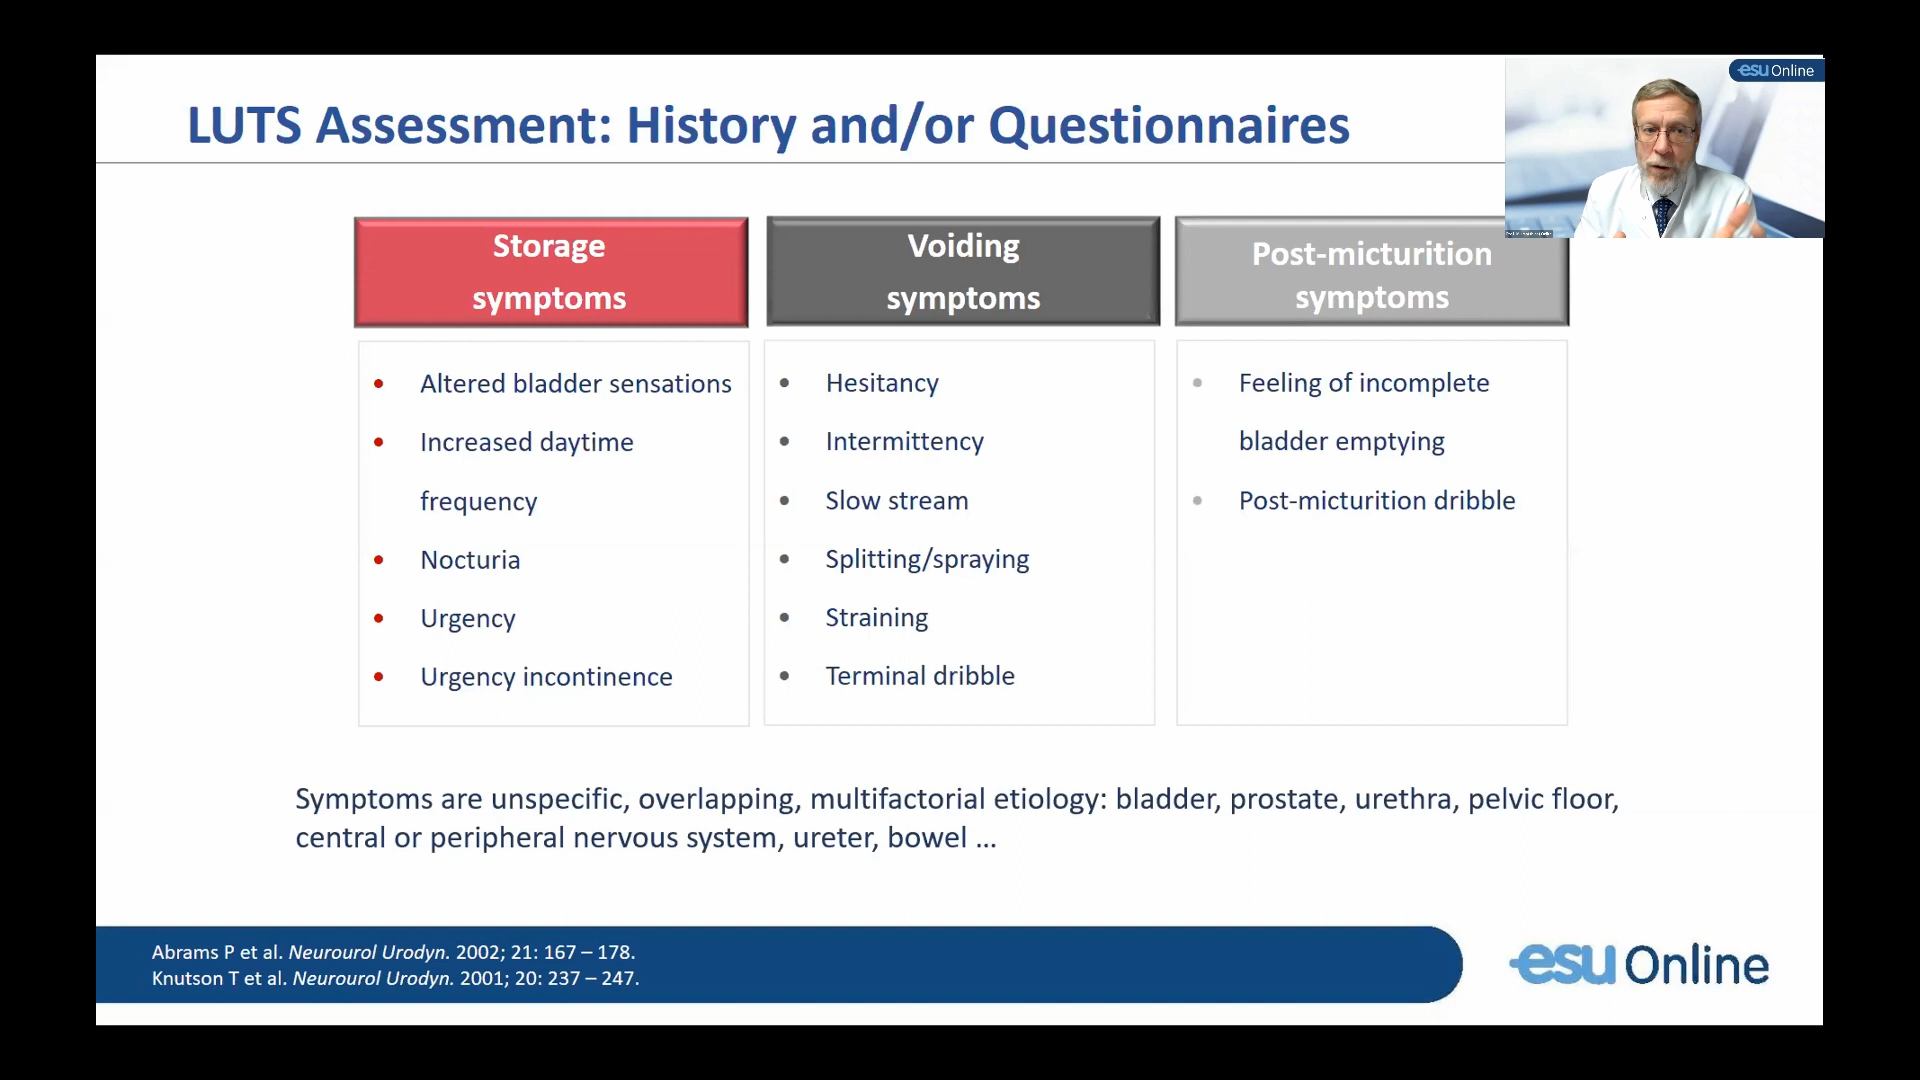 LUTS Assessment: History and/or Questionnaires
esu Online
Storage
symptoms
Altered bladder sensations
Increased daytime
frequency
Nocturia
Urgency
Urgency incontinence
Voiding
symptoms
Hesitancy
Intermittency
Slow stream
Splitting/spraying
Straining
Terminal dribble
Post-micturition
symptoms
Feeling of incomplete
bladder emptying
Post-micturition dribble
Symptoms are unspecific, overlapping, multifactorial etiology: bladder, prostate, urethra, pelvic floor,
central or peripheral nervous system, ureter, bowel ...
Abrams P et al. Neurourol Urodyn. 2002; 21: 167 – 178.
Knutson T et al. Neurourol Urodyn. 2001; 20: 237 – 247.
esu Online